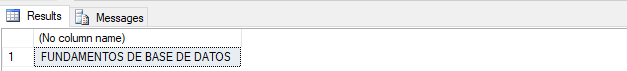 Results Messages
(No column name)
1 FUNDAMENTOS DE BASE DE DATOS